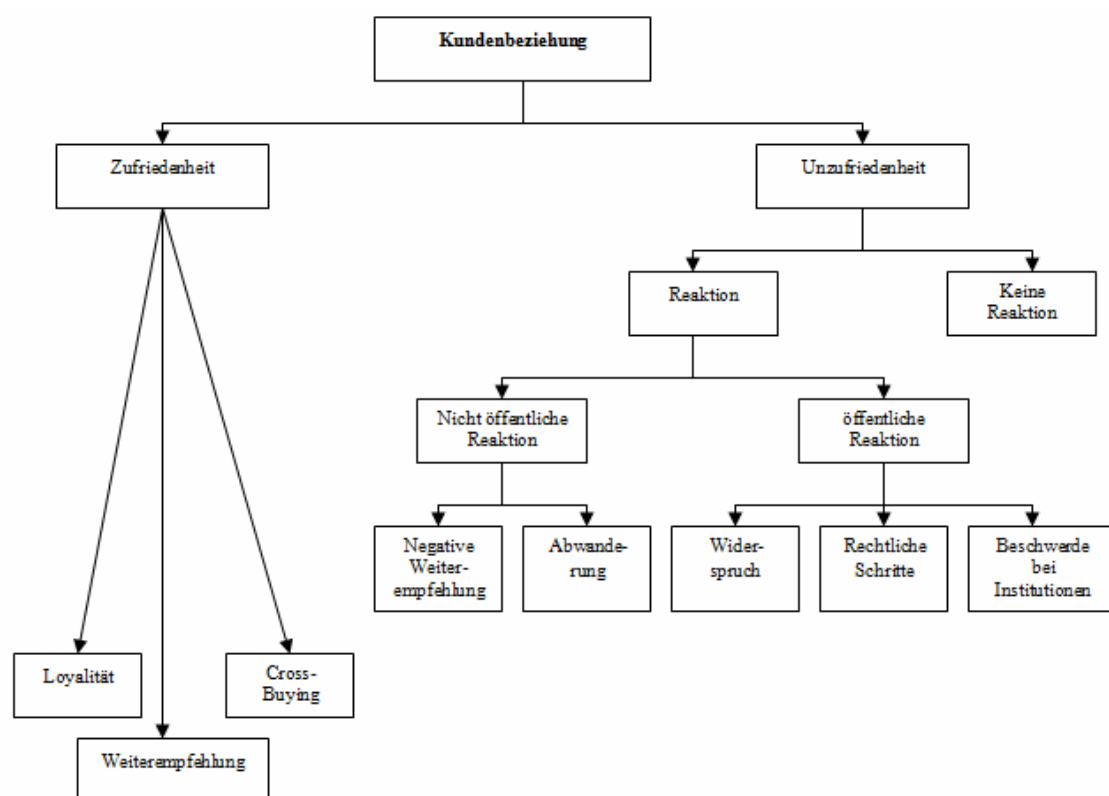 Kundenbeziehung
Zufriedenheit
Unzufriedenheit
Reaktion
Keine
Reaktion
Nicht öffentliche
Reaktion
öffentliche
Reaktion
Negative
Weiter-
empfehlung
Abwande-
rung
Wider-
spruch
Rechtliche
Schritte
Beschwerde
bei
Institutionen
Loyalität
Cross-
Buying
Weiterempfehlung